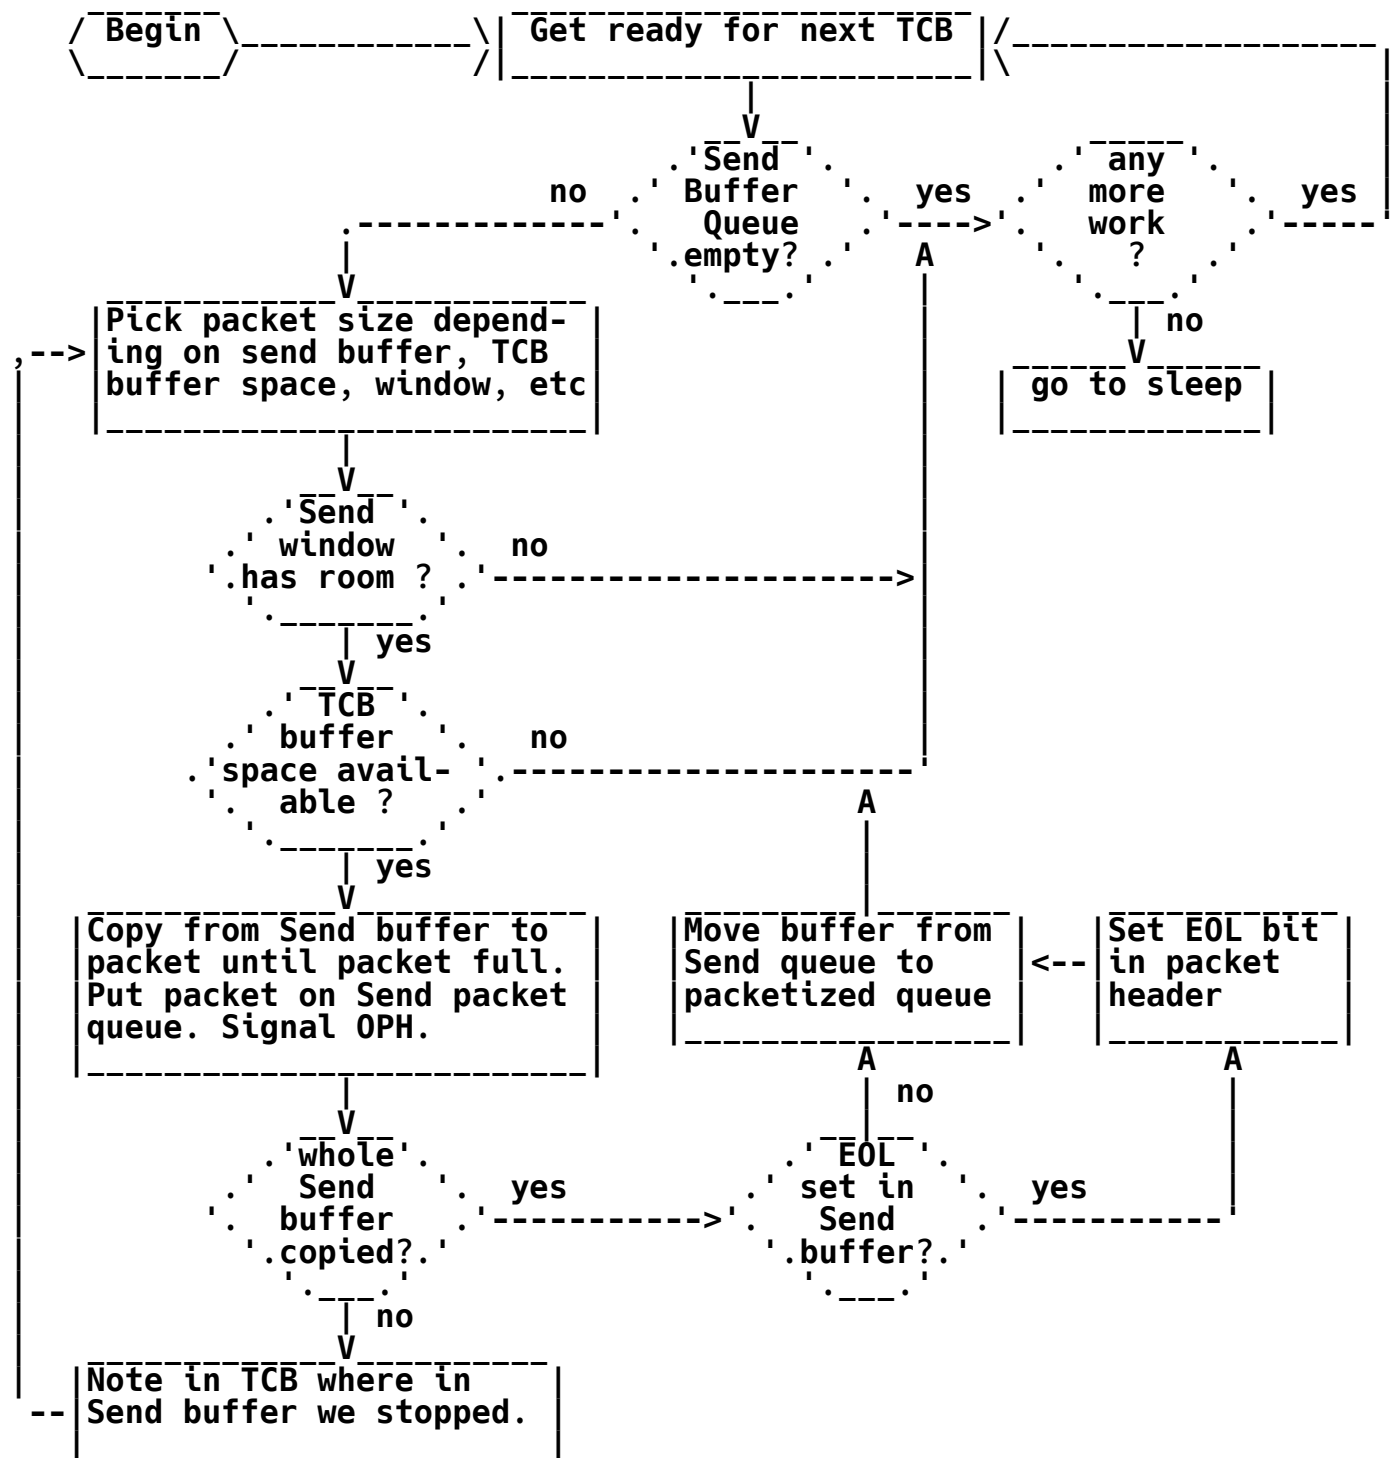 Begin
Get ready for next TCB
Send
Buffer
Queue
empty?
no
yes
any
more
work
?
yes
no
go to sleep
Pick packet size depend-
ing on send buffer, TCB
buffer space, window, etc
Send
window
has room ?
no
yes
TCB
buffer
space avail-
able ?
no
yes
Copy from Send buffer to
packet until packet full.
Put packet on Send packet
queue. Signal OPH.
Move buffer from
Send queue to
packetized queue
Set EOL bit
in packet
header
whole
Send
buffer
copied?
yes
no
EOL
set in
Send
buffer?
no
yes
Note in TCB where in
Send buffer we stopped.